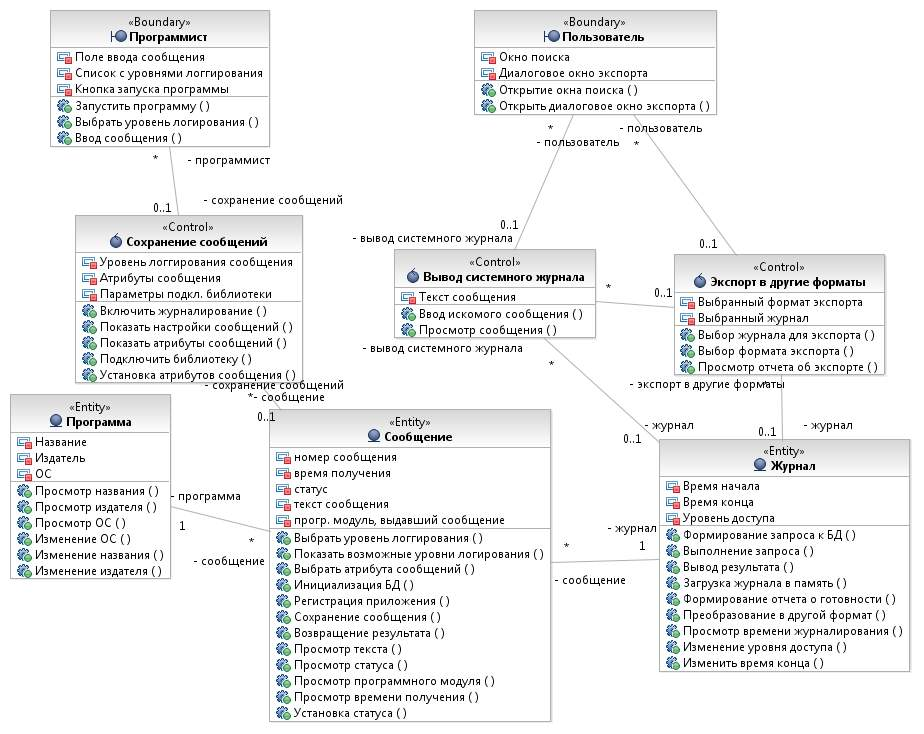 «Boundary»
Программист
Поле ввода сообщения
Список с уровнями логгирования
Кнопка запуска программы
Запустить программу ( )
Выбрать уровень логирования ( )
Ввод сообщения ( )
«Boundary»
Пользователь
Окно поиска
Диалоговое окно экспорта
Открытие окна поиска ( )
Открыть диалоговое окно экспорта ( )
*
- программист
*
- пользователь
- пользователь
*
0..1
- сохранение сообщений
0..1
- вывод системного журнала
0..1
«Control»
Сохранение сообщений
Уровень логгирования сообщения
Атрибуты сообщения
Параметры подкл. библиотеки
Включить журналирование ( )
Показать настройки сообщений ( )
Показать атрибуты сообщений ( )
Подключить библиотеку ( )
Установка атрибутов сообщения ( )
«Control»
Вывод системного журнала
Текст сообщения
Ввод искомого сообщения ( )
Просмотр сообщения ( )
*
0..1
«Control»
Экспорт в другие форматы
Выбранный формат экспорта
Выбранный журнал
Выбор журнала для экспорта ( )
Выбор формата экспорта ( )
Просмотр отчета об экспорте ( )
- вывод системного журнала
*
- экспорт в другие форматы
*
- сохранение сообщений
*
- сообщение
0..1
- журнал
0..1
0..1
- журнал
«Entity»
Программа
Название
Издатель
ОС
Просмотр названия ( )
Просмотр издателя ( )
Просмотр ОС ( )
Изменение ОС ( )
Изменение названия ( )
Изменение издателя ( )
- программа
1
*
- сообщение
«Entity»
Сообщение
номер сообщения
время получения
статус
текст сообщения
прогр. модуль, выдавший сообщение
Выбрать уровень логгирования ( )
Показать возможные уровни логирования ( )
Выбрать атрибута сообщений ( )
Инициализация БД ( )
Регистрация приложения ( )
Сохранение сообщения ( )
Возвращение результата ( )
Просмотр текста ( )
Просмотр статуса ( )
Просмотр программного модуля ( )
Просмотр времени получения ( )
Установка статуса ( )
- журнал
*
1
- сообщение
«Entity»
Журнал
Время начала
Время конца
Уровень доступа
Формирование запроса к БД ( )
Выполнение запроса ( )
Вывод результата ( )
Загрузка журнала в память ( )
Формирование отчета о готовности ( )
Преобразование в другой формат ( )
Просмотр времени журналирования ( )
Изменение уровня доступа ( )
Изменить время конца ( )